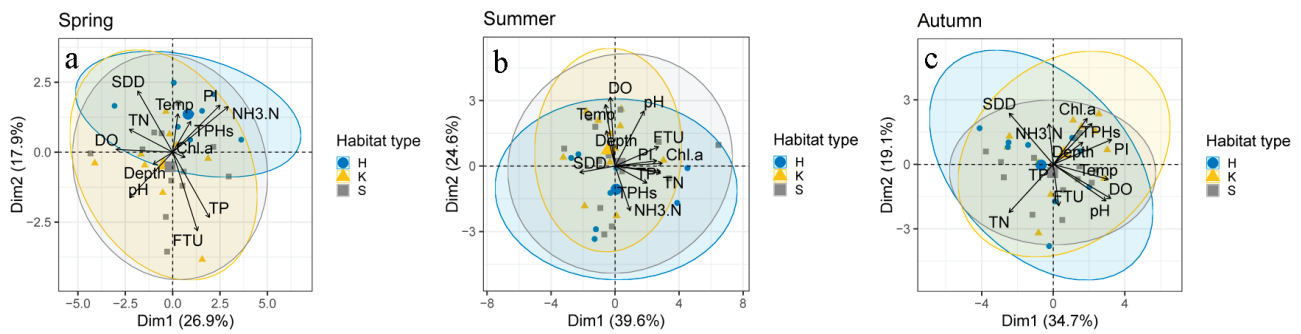 Spring
a
Dim2 (17.9%)
2.5
0.0
−2.5
SDD
PI
Temp
NH3.N
TN
TPHs
DO
Chl.a
Depth
pH
TP
FTU
−5.0
−2.5
0.0
2.5
5.0
Dim1 (26.9%)
Habitat type
H
K
S
Summer
b
Dim2 (24.6%)
3
0
−3
DO
pH
Temp
FTU
Depth
PI
Chl.a
SDD
TP
TN
TPHs
NH3.N
−8
−4
0
4
8
Dim1 (39.6%)
Habitat type
H
K
S
Autumn
c
Dim2 (19.1%)
3
0
−3
SDD
Chl.a
NH3.N
TPHs
Depth
PI
TP
Temp
DO
FTU
pH
TN
−4
0
4
Dim1 (34.7%)
Habitat type
H
K
S